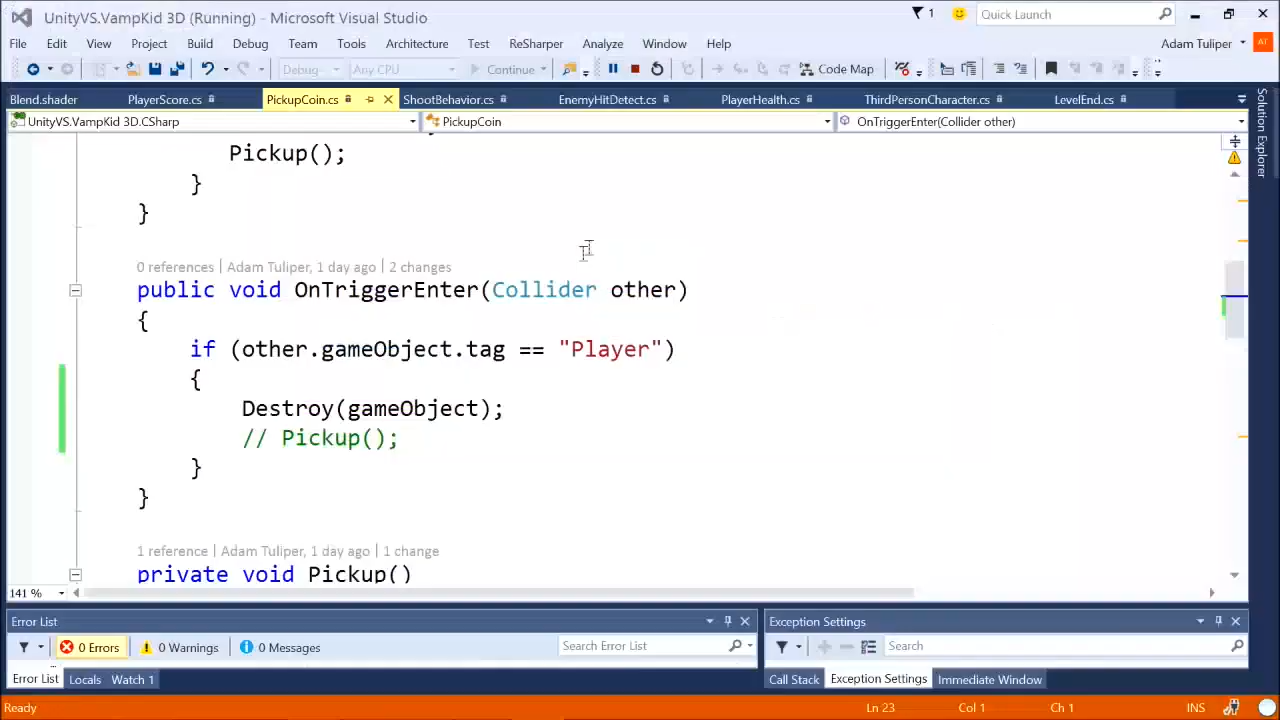 UnityVS.VampKid 3D (Running) - Microsoft Visual Studio
1
Quick Launch
File Edit View Project Build Debug Team Tools Architecture Test ReSharper Analyze Window Help
Adam Tuliper
AT
Debug Any CPU Continue Code Map
Blend.shader PlayerScore.cs PickupCoin.cs ShootBehavior.cs EnemyHitDetect.cs PlayerHealth.cs ThirdPersonCharacter.cs LevelEnd.cs
Solution Explorer
UnityVS.VampKid 3D.CSharp PickupCoin OnTriggerEnter(Collider other)
Pickup();
}
}
0 references | Adam Tuliper, 1 day ago | 2 changes
public void OnTriggerEnter(Collider other)
{
if (other.gameObject.tag == "Player")
{
Destroy(gameObject);
// Pickup();
}
}
1 reference | Adam Tuliper, 1 day ago | 1 change
private void Pickup()
141 %
Error List
Exception Settings
0 Errors 0 Warnings 0 Messages Search Error List
Search
Error List Locals Watch 1
Call Stack Exception Settings Immediate Window
Ready Ln 23 Col 1 Ch 1 INS